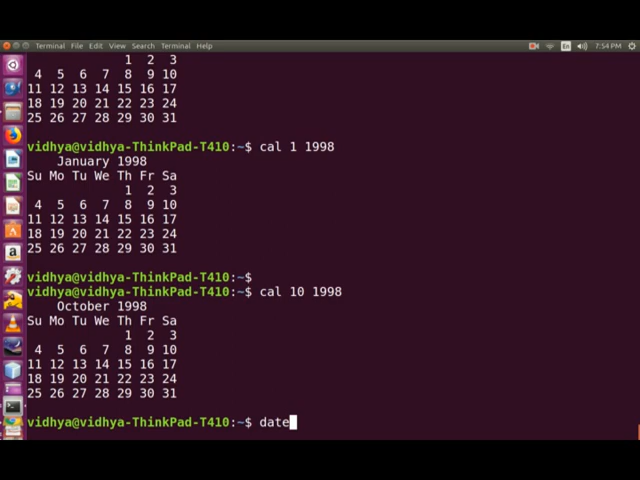 Terminal File Edit View Search Terminal Help En 7:54 PM
1 2 3
4 5 6 7 8 9 10
11 12 13 14 15 16 17
18 19 20 21 22 23 24
25 26 27 28 29 30 31
vidhya@vidhya-ThinkPad-T410:~$ cal 1 1998
January 1998
Su Mo Tu We Th Fr Sa
1 2 3
4 5 6 7 8 9 10
11 12 13 14 15 16 17
18 19 20 21 22 23 24
25 26 27 28 29 30 31
vidhya@vidhya-ThinkPad-T410:~$
vidhya@vidhya-ThinkPad-T410:~$ cal 10 1998
October 1998
Su Mo Tu We Th Fr Sa
1 2 3
4 5 6 7 8 9 10
11 12 13 14 15 16 17
18 19 20 21 22 23 24
25 26 27 28 29 30 31
vidhya@vidhya-ThinkPad-T410:~$ date